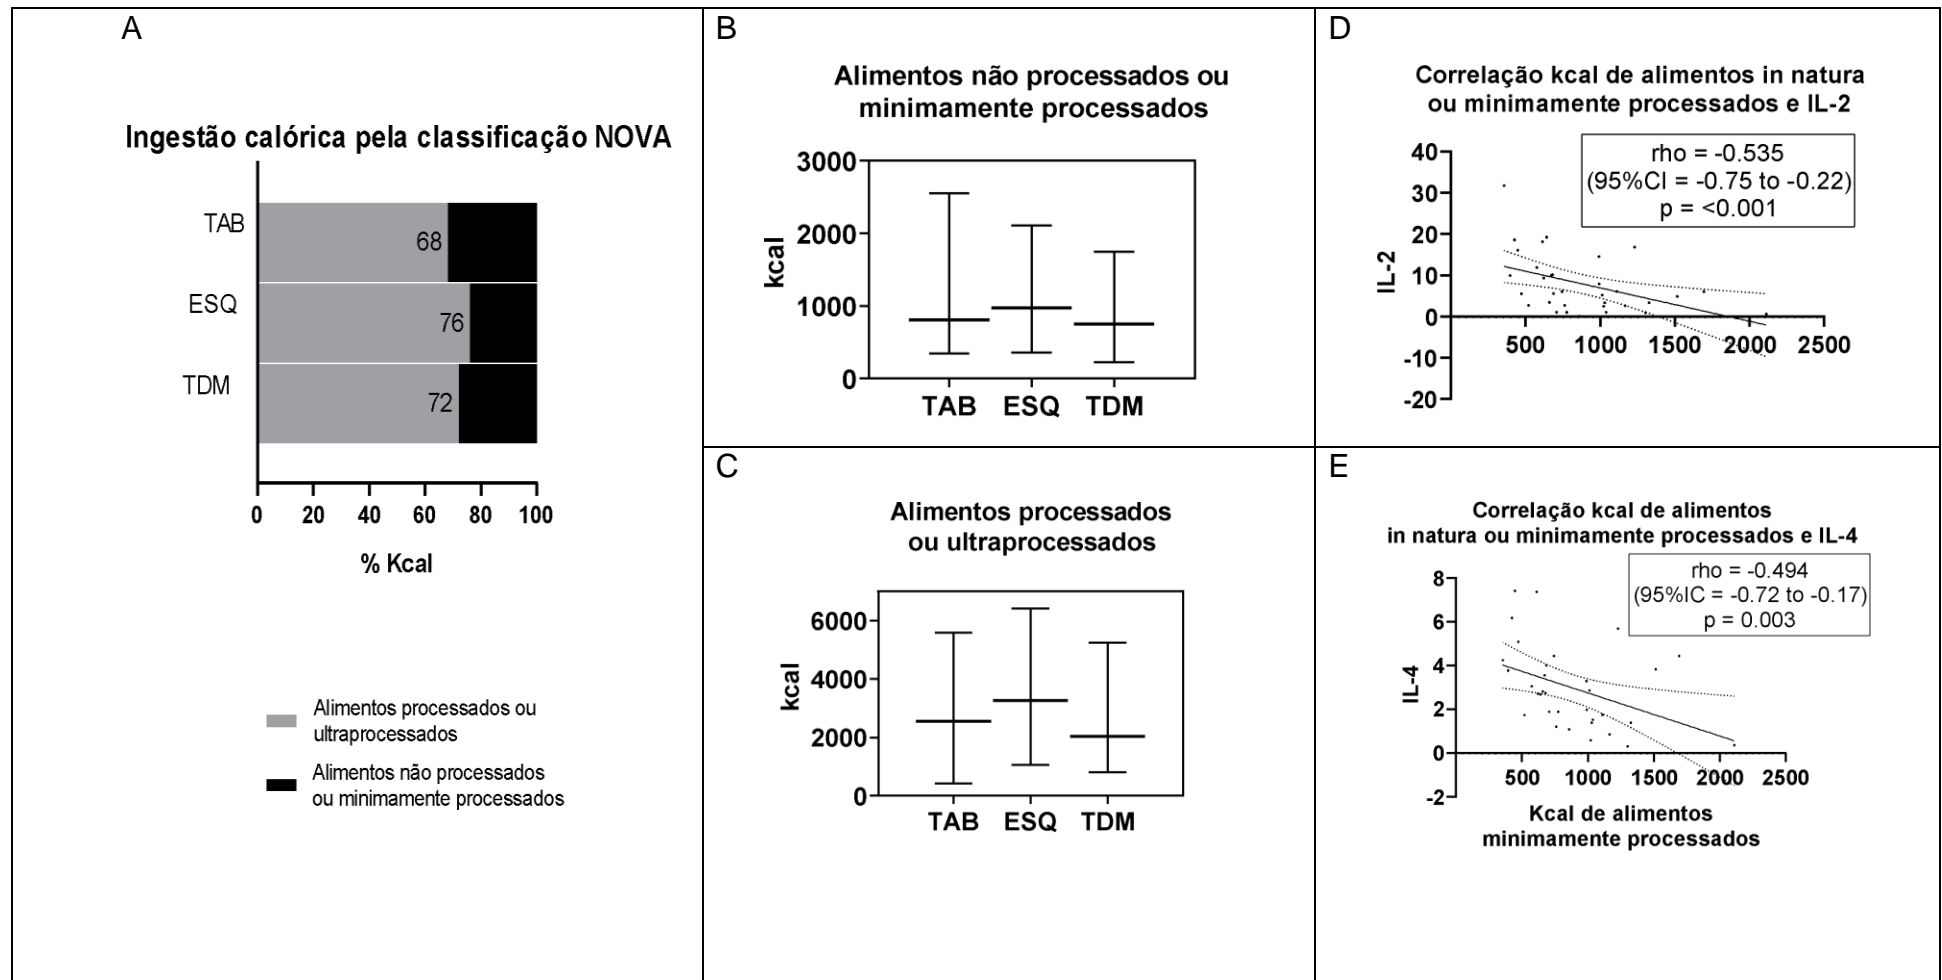 A
Ingestão calórica pela classificação NOVA
TAB
68
ESQ
76
TDM
72
0 20 40 60 80 100
% Kcal
Alimentos processados ou
ultraprocessados
Alimentos não processados
ou minimamente processados
B
Alimentos não processados ou
minimamente processados
3000
2000
1000
0
kcal
TAB ESQ TDM
C
Alimentos processados
ou ultraprocessados
6000
4000
2000
0
kcal
TAB ESQ TDM
D
Correlação kcal de alimentos in natura
ou minimamente processados e IL-2
rho = -0.535
(95%CI = -0.75 to -0.22)
p = <0.001
40
30
20
10
0
-10
-20
IL-2
500 1000 1500 2000 2500
E
Correlação kcal de alimentos
in natura ou minimamente processados e IL-4
rho = -0.494
(95%IC = -0.72 to -0.17)
p = 0.003
8
6
4
2
0
-2
IL-4
500 1000 1500 2000 2500
Kcal de alimentos
minimamente processados